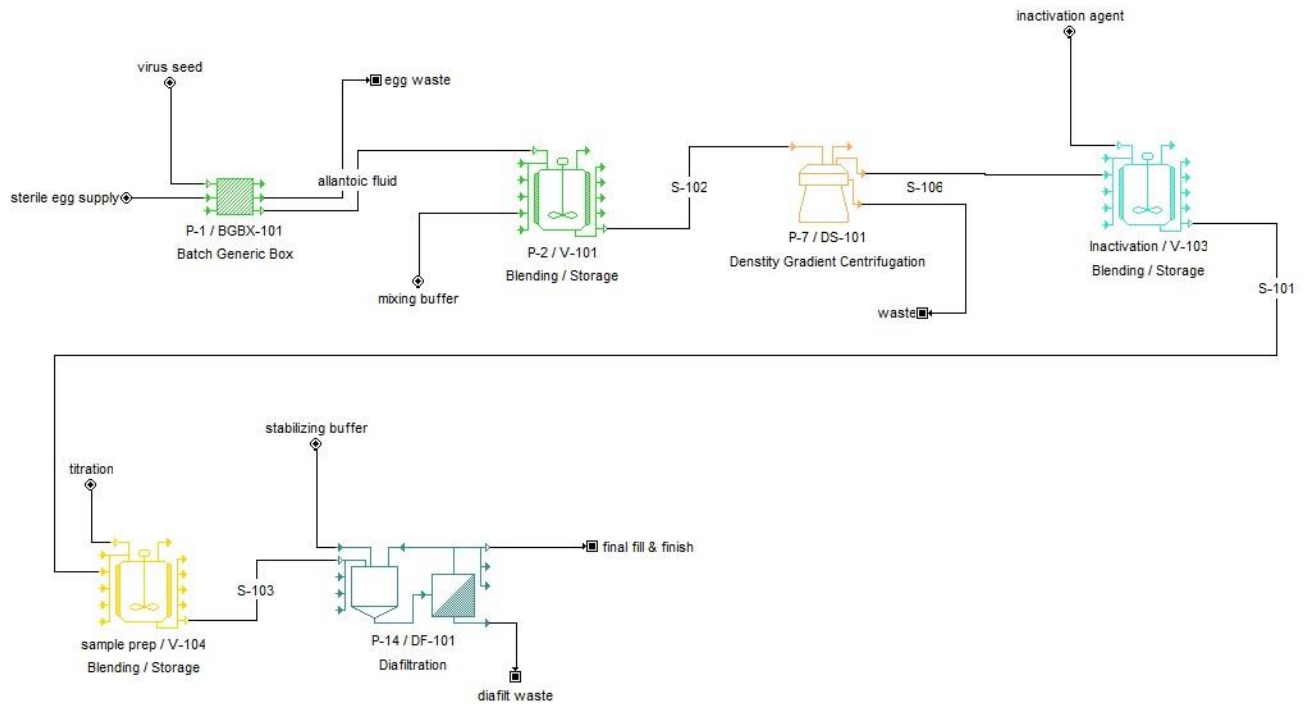 inactivation agent
virus seed
egg waste
allantoic fluid
sterile egg supply
P-1 / BGBX-101
Batch Generic Box
mixing buffer
P-2 / V-101
Blending / Storage
S-102
P-7 / DS-101
Denstity Gradient Centrifugation
S-106
waste
Inactivation / V-103
Blending / Storage
S-101
stabilizing buffer
titration
S-103
sample prep / V-104
Blending / Storage
final fill & finish
P-14 / DF-101
Diafiltration
diafilt waste